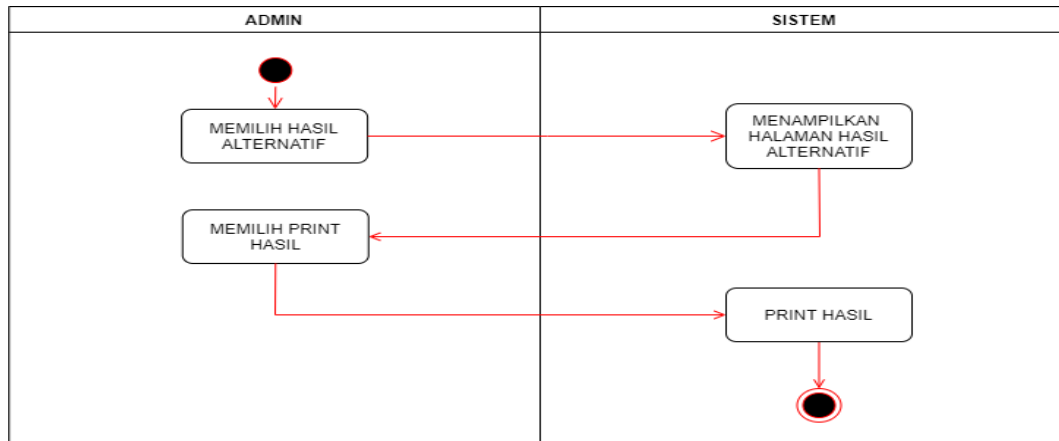 ADMIN
SISTEM
MEMILIH HASIL
ALTERNATIF
MENAMPILKAN
HALAMAN HASIL
ALTERNATIF
MEMILIH PRINT
HASIL
PRINT HASIL